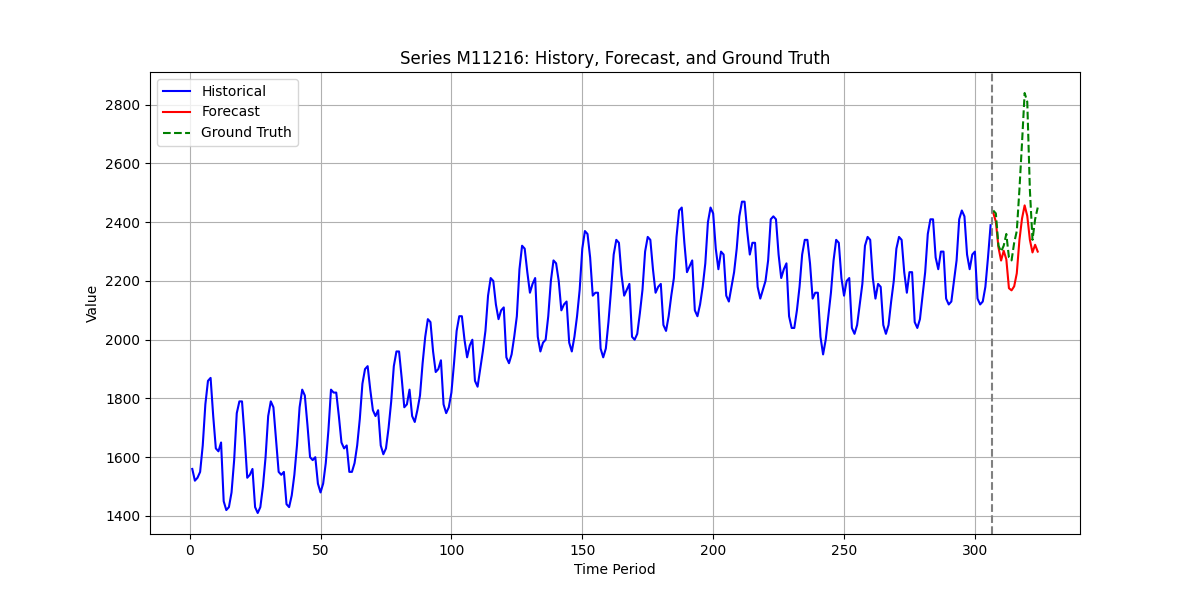 Series M11216: History, Forecast, and Ground Truth
Historical
Forecast
Ground Truth
2800
2600
2400
2200
2000
1800
1600
1400
Value
0 50 100 150 200 250 300
Time Period